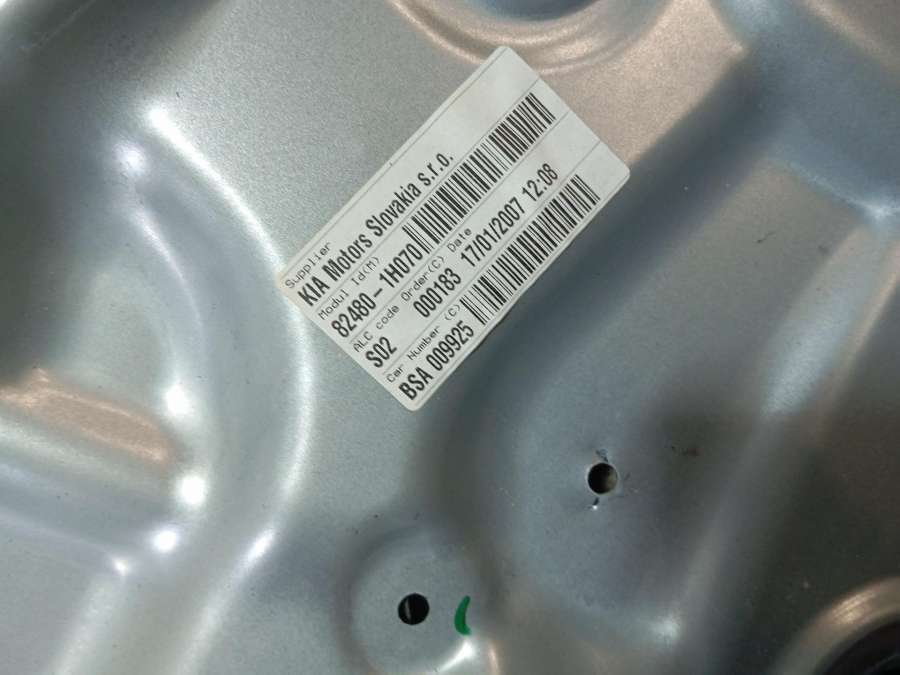 Supplier
KIA Motors Slovakia s.r.o.
Modul Id(M)
82480-1H070
ALC code Order(C) Date
S02 000183 17/01/2007 12:08
Car Number (C)
BSA 009925